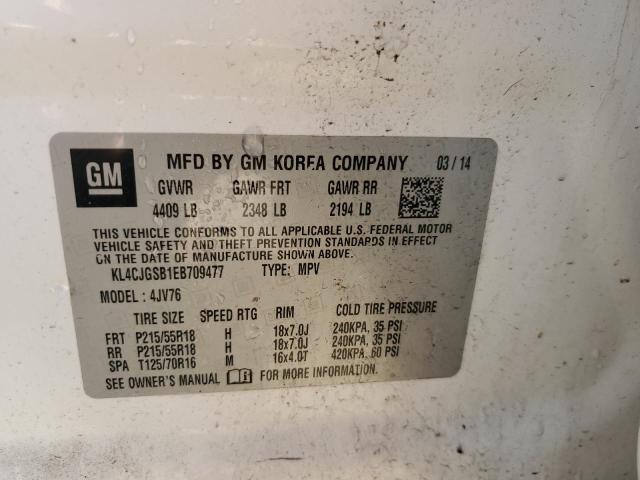 GM MFD BY GM KOREA COMPANY 03/14
GVWR GAWR FRT GAWR RR
4409 LB 2348 LB 2194 LB
THIS VEHICLE CONFORMS TO ALL APPLICABLE U.S. FEDERAL MOTOR
VEHICLE SAFETY AND THEFT PREVENTION STANDARDS IN EFFECT
ON THE DATE OF MANUFACTURE SHOWN ABOVE.
KL4CJGSB1EB709477 TYPE: MPV
MODEL: 4JV76
TIRE SIZE SPEED RTG RIM COLD TIRE PRESSURE
FRT P215/55R18 H 18x7.0J 240KPA, 35 PSI
RR P215/55R18 H 18x7.0J 240KPA, 35 PSI
SPA T125/70R16 M 16x4.0T 420KPA, 60 PSI
SEE OWNER'S MANUAL FOR MORE INFORMATION.